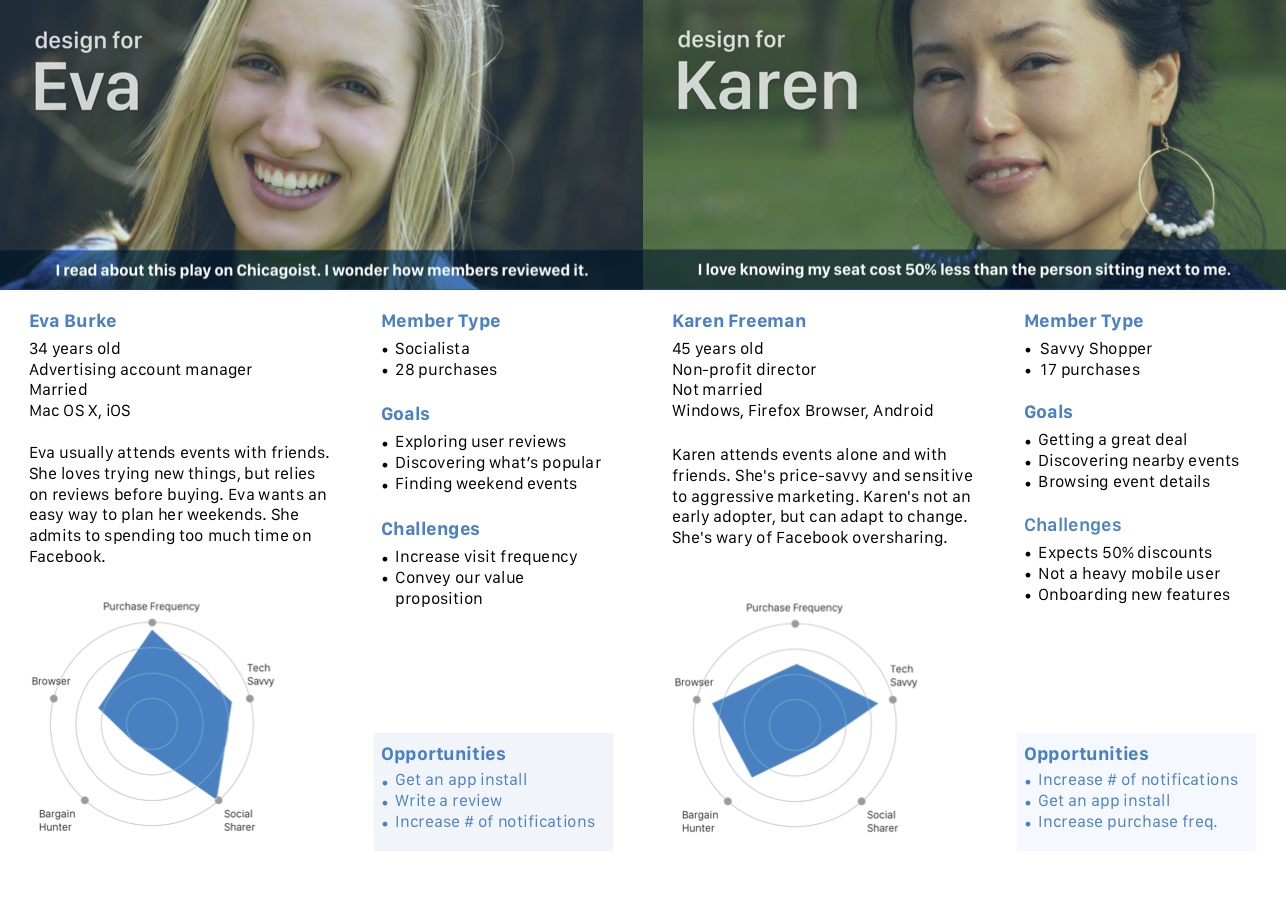 design for
Eva
I read about this play on Chicagoist. I wonder how members reviewed it.
Eva Burke
34 years old
Advertising account manager
Married
Mac OS X, iOS
Eva usually attends events with friends.
She loves trying new things, but relies
on reviews before buying. Eva wants an
easy way to plan her weekends. She
admits to spending too much time on
Facebook.
Member Type
• Socialista
• 28 purchases
Goals
• Exploring user reviews
• Discovering what’s popular
• Finding weekend events
Challenges
• Increase visit frequency
• Convey our value
proposition
Purchase Frequency
Tech
Savvy
Browser
Bargain
Hunter
Social
Sharer
Opportunities
• Get an app install
• Write a review
• Increase # of notifications
design for
Karen
I love knowing my seat cost 50% less than the person sitting next to me.
Karen Freeman
45 years old
Non-profit director
Not married
Windows, Firefox Browser, Android
Karen attends events alone and with
friends. She's price-savvy and sensitive
to aggressive marketing. Karen's not an
early adopter, but can adapt to change.
She's wary of Facebook oversharing.
Member Type
• Savvy Shopper
• 17 purchases
Goals
• Getting a great deal
• Discovering nearby events
• Browsing event details
Challenges
• Expects 50% discounts
• Not a heavy mobile user
• Onboarding new features
Purchase Frequency
Tech
Savvy
Browser
Bargain
Hunter
Social
Sharer
Opportunities
• Increase # of notifications
• Get an app install
• Increase purchase freq.